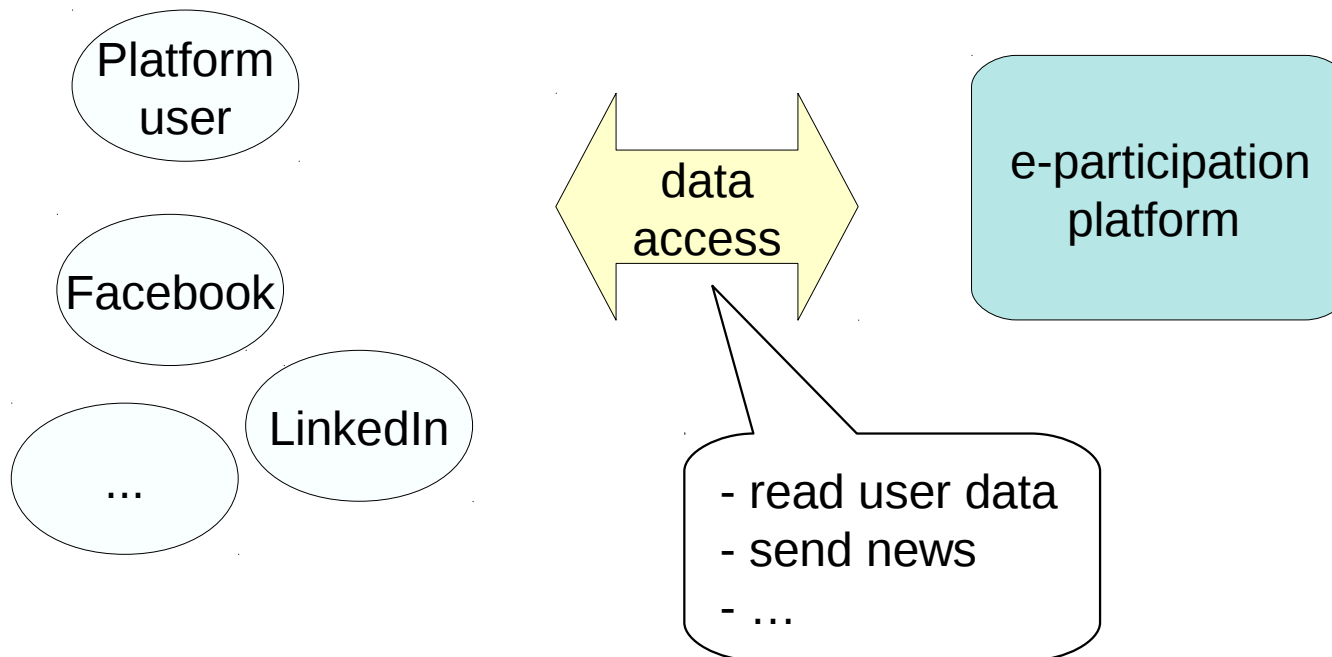 Platform
user
Facebook
LinkedIn
...
data
access
e-participation
platform
- read user data
- send news
- …